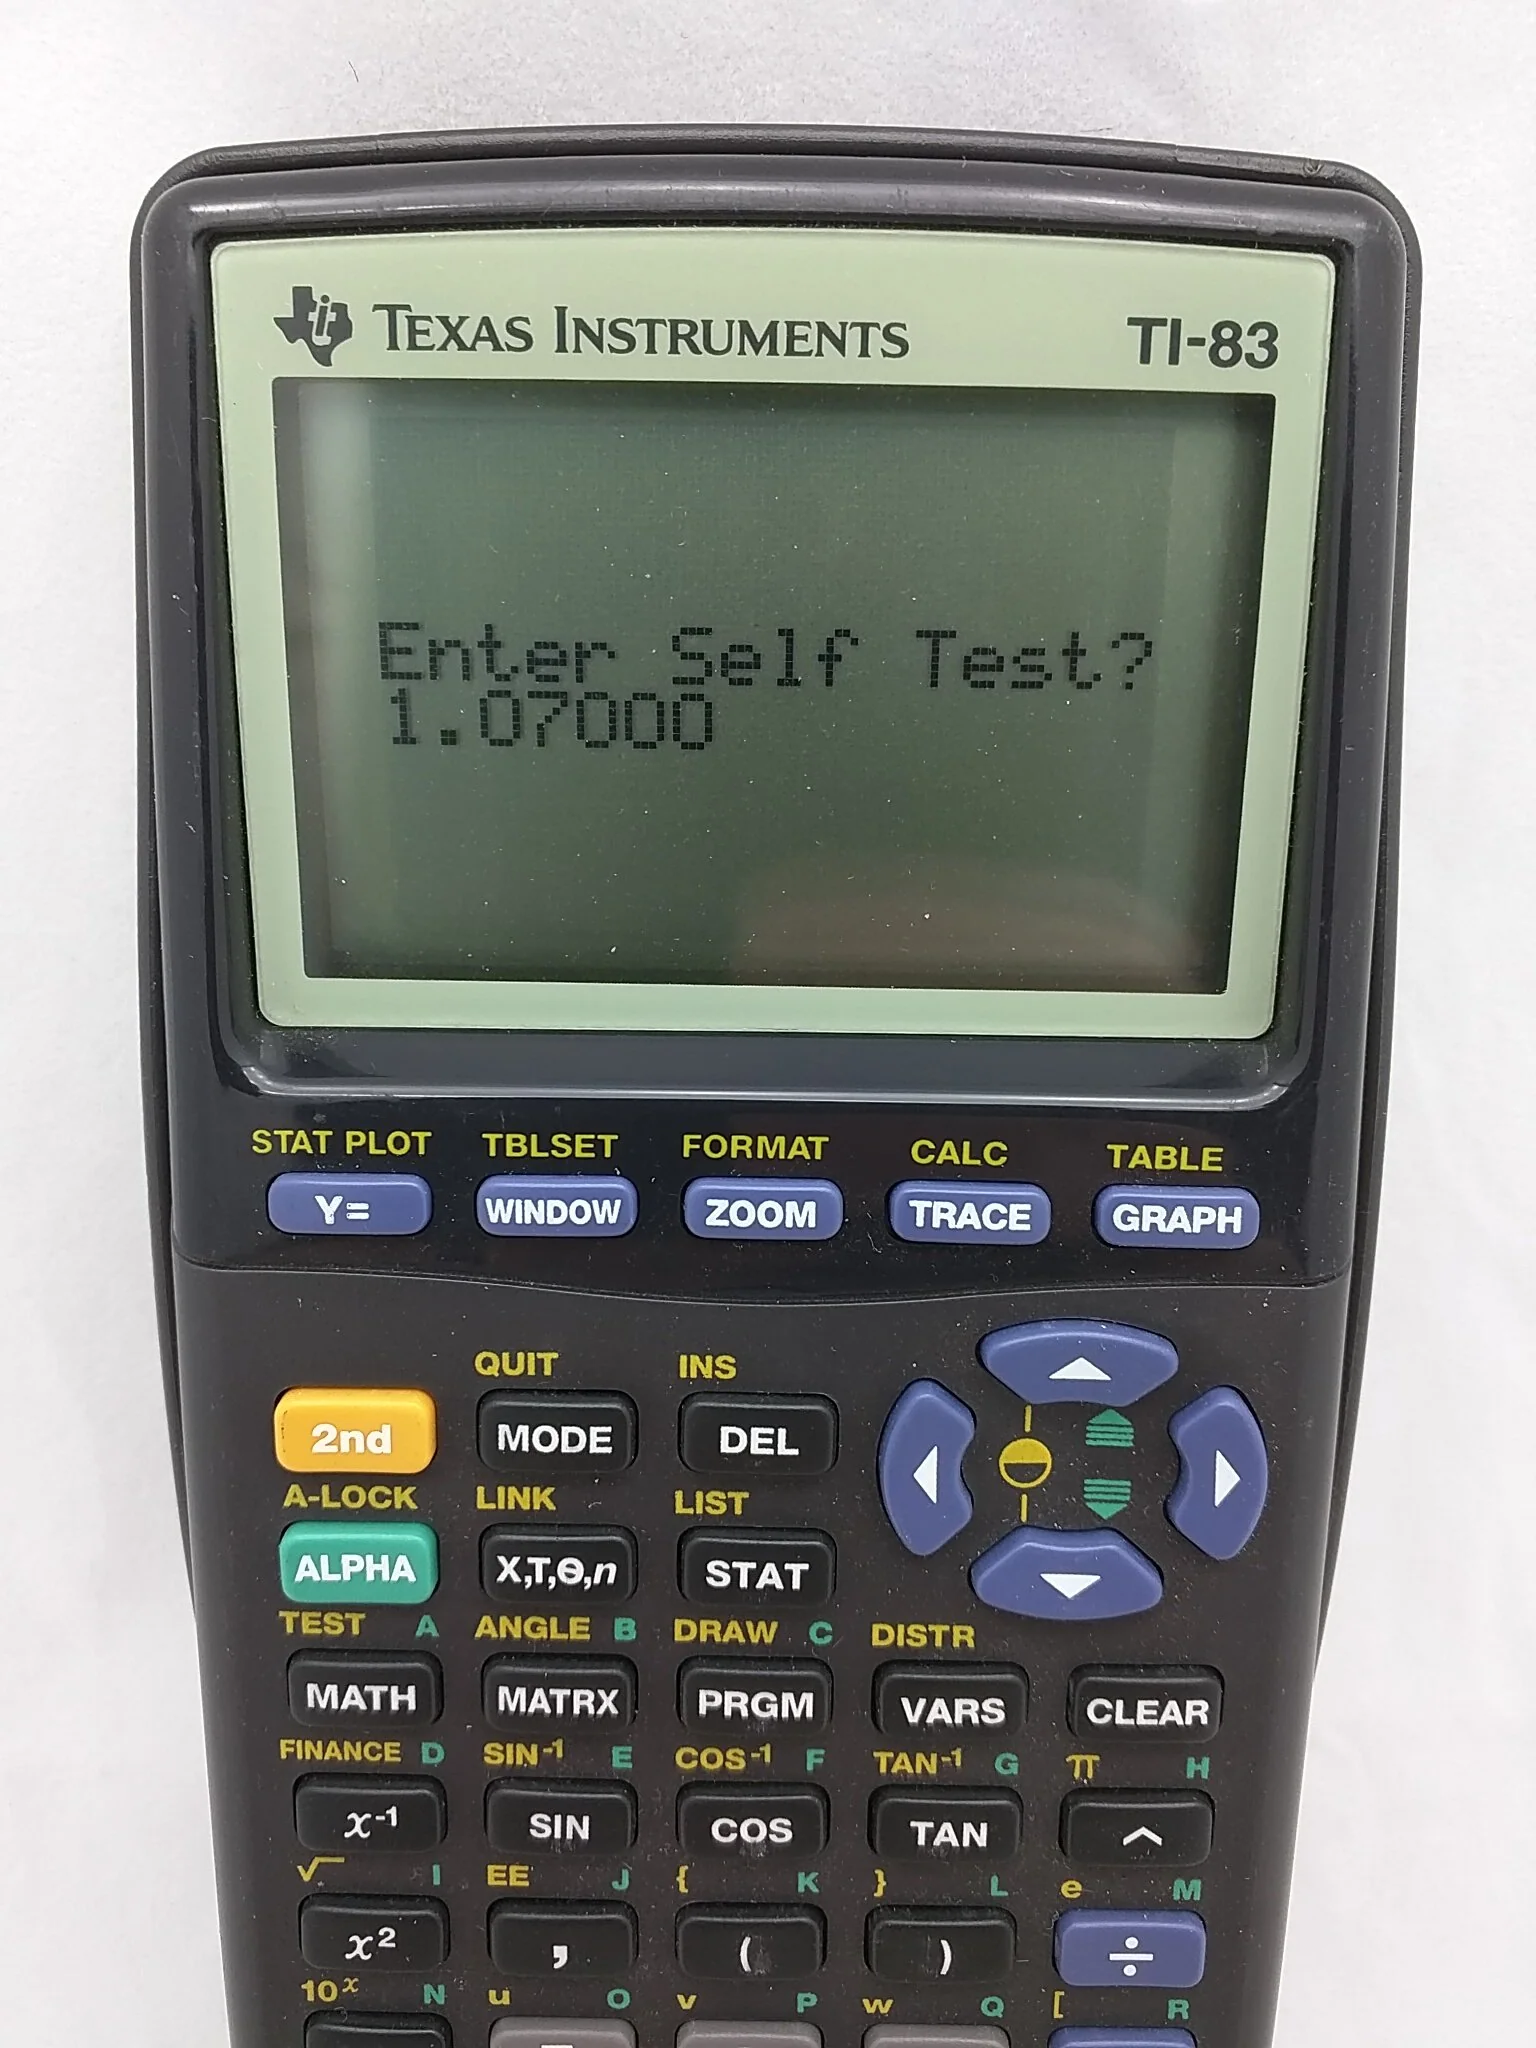 TEXAS INSTRUMENTS TI-83
Enter Self Test?
1.07000
STAT PLOT TBLSET FORMAT CALC TABLE
Y= WINDOW ZOOM TRACE GRAPH
QUIT INS
2nd MODE DEL
A-LOCK LINK LIST
ALPHA X,T,Θ,n STAT
TEST A ANGLE B DRAW C DISTR
MATH MATRX PRGM VARS CLEAR
FINANCE D SIN⁻¹ E COS⁻¹ F TAN⁻¹ G π H
x⁻¹ SIN COS TAN ^
√ I EE J { K } L e M
x² , ( ) ÷
10ˣ N u O v P w Q [ R